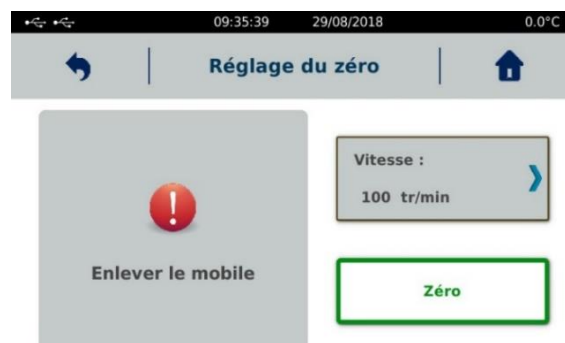 09:35:39 29/08/2018 0.0°C
Réglage du zéro
Vitesse :
100 tr/min
Enlever le mobile
Zéro